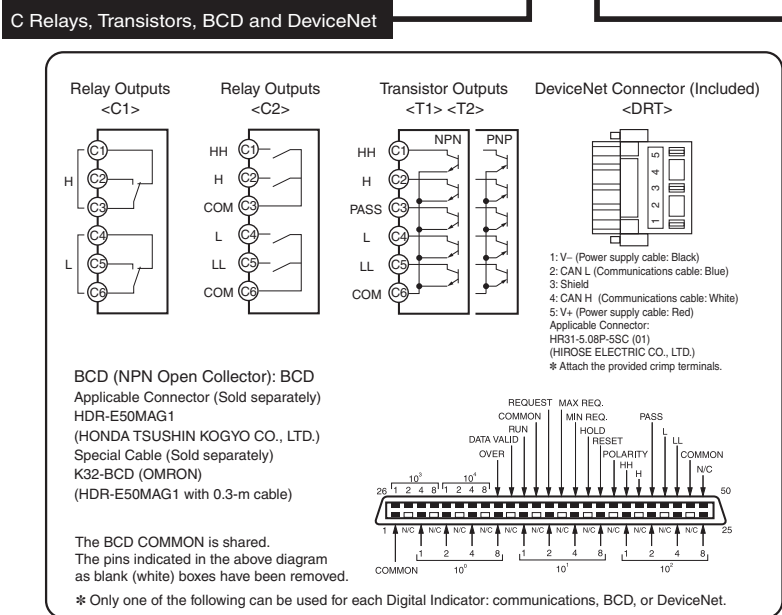 C Relays, Transistors, BCD and DeviceNet
Relay Outputs
<C1>
H
L
C1
C2
C3
C4
C5
C6
Relay Outputs
<C2>
HH
H
COM
L
LL
COM
C1
C2
C3
C4
C5
C6
Transistor Outputs
<T1> <T2>
NPN
PNP
HH
H
PASS
L
LL
COM
C1
C2
C3
C4
C5
C6
DeviceNet Connector (Included)
<DRT>
1 2 3 4 5
1: V– (Power supply cable: Black)
2: CAN L (Communications cable: Blue)
3: Shield
4: CAN H (Communications cable: White)
5: V+ (Power supply cable: Red)
Applicable Connector:
HR31-5.08P-5SC (01)
(HIROSE ELECTRIC CO., LTD.)
✽ Attach the provided crimp terminals.
BCD (NPN Open Collector): BCD
Applicable Connector (Sold separately)
HDR-E50MAG1
(HONDA TSUSHIN KOGYO CO., LTD.)
Special Cable (Sold separately)
K32-BCD (OMRON)
(HDR-E50MAG1 with 0.3-m cable)
The BCD COMMON is shared.
The pins indicated in the above diagram
as blank (white) boxes have been removed.
REQUEST MAX REQ.
COMMON MIN REQ. PASS
RUN HOLD L
DATA VALID RESET LL
OVER POLARITY COMMON
HH N/C
H
10³ 10⁴
26 1 2 4 8 1 2 4 8 50
1 N/C N/C N/C N/C N/C N/C N/C N/C N/C N/C N/C N/C 25
COMMON 1 2 4 8 1 2 4 8 1 2 4 8
10⁰ 10¹ 10²
✽ Only one of the following can be used for each Digital Indicator: communications, BCD, or DeviceNet.